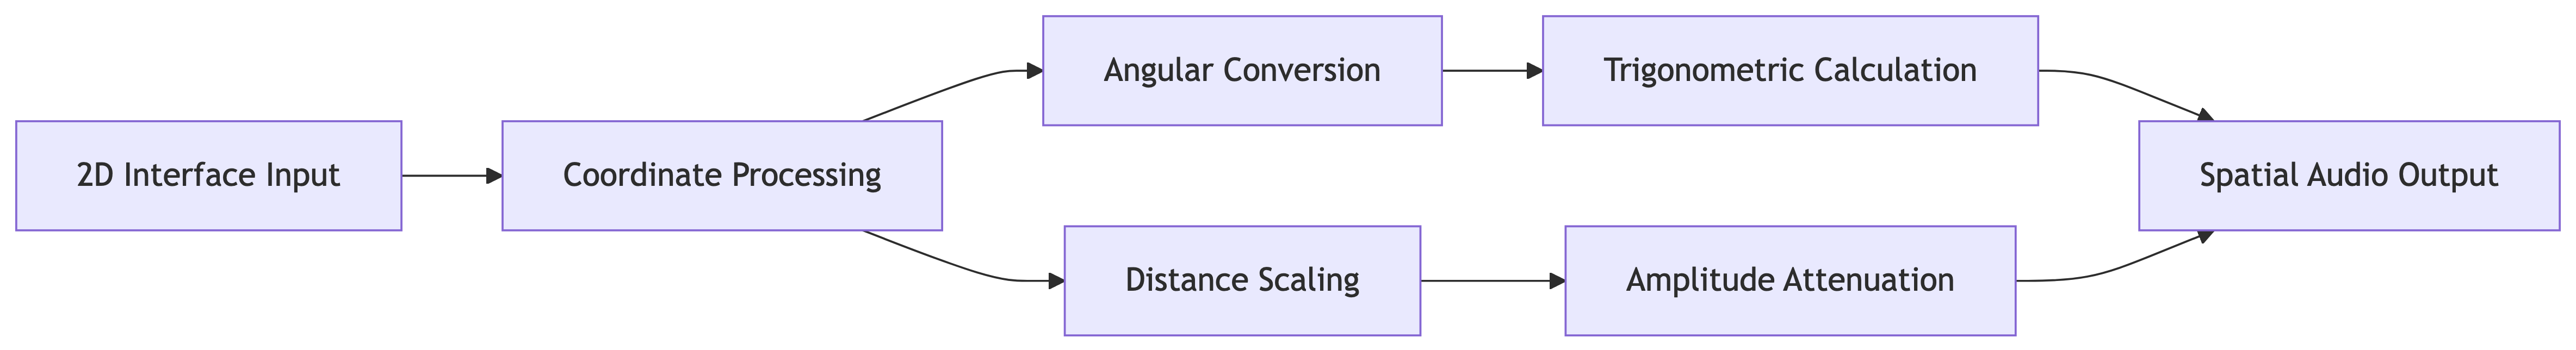 2D Interface Input
Coordinate Processing
Angular Conversion
Trigonometric Calculation
Distance Scaling
Amplitude Attenuation
Spatial Audio Output